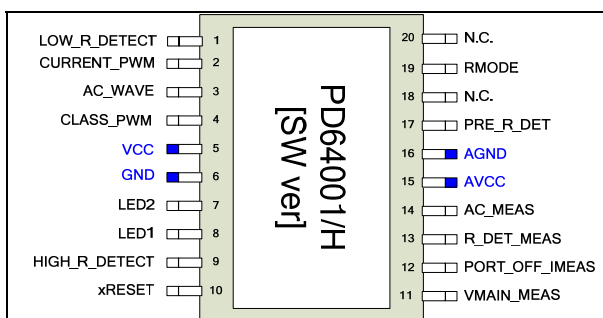 LOW_R_DETECT 1
CURRENT_PWM 2
AC_WAVE 3
CLASS_PWM 4
VCC 5
GND 6
LED2 7
LED1 8
HIGH_R_DETECT 9
xRESET 10
PD64001/H
[SW ver]
20 N.C.
19 RMODE
18 N.C.
17 PRE_R_DET
16 AGND
15 AVCC
14 AC_MEAS
13 R_DET_MEAS
12 PORT_OFF_IMEAS
11 VMAIN_MEAS